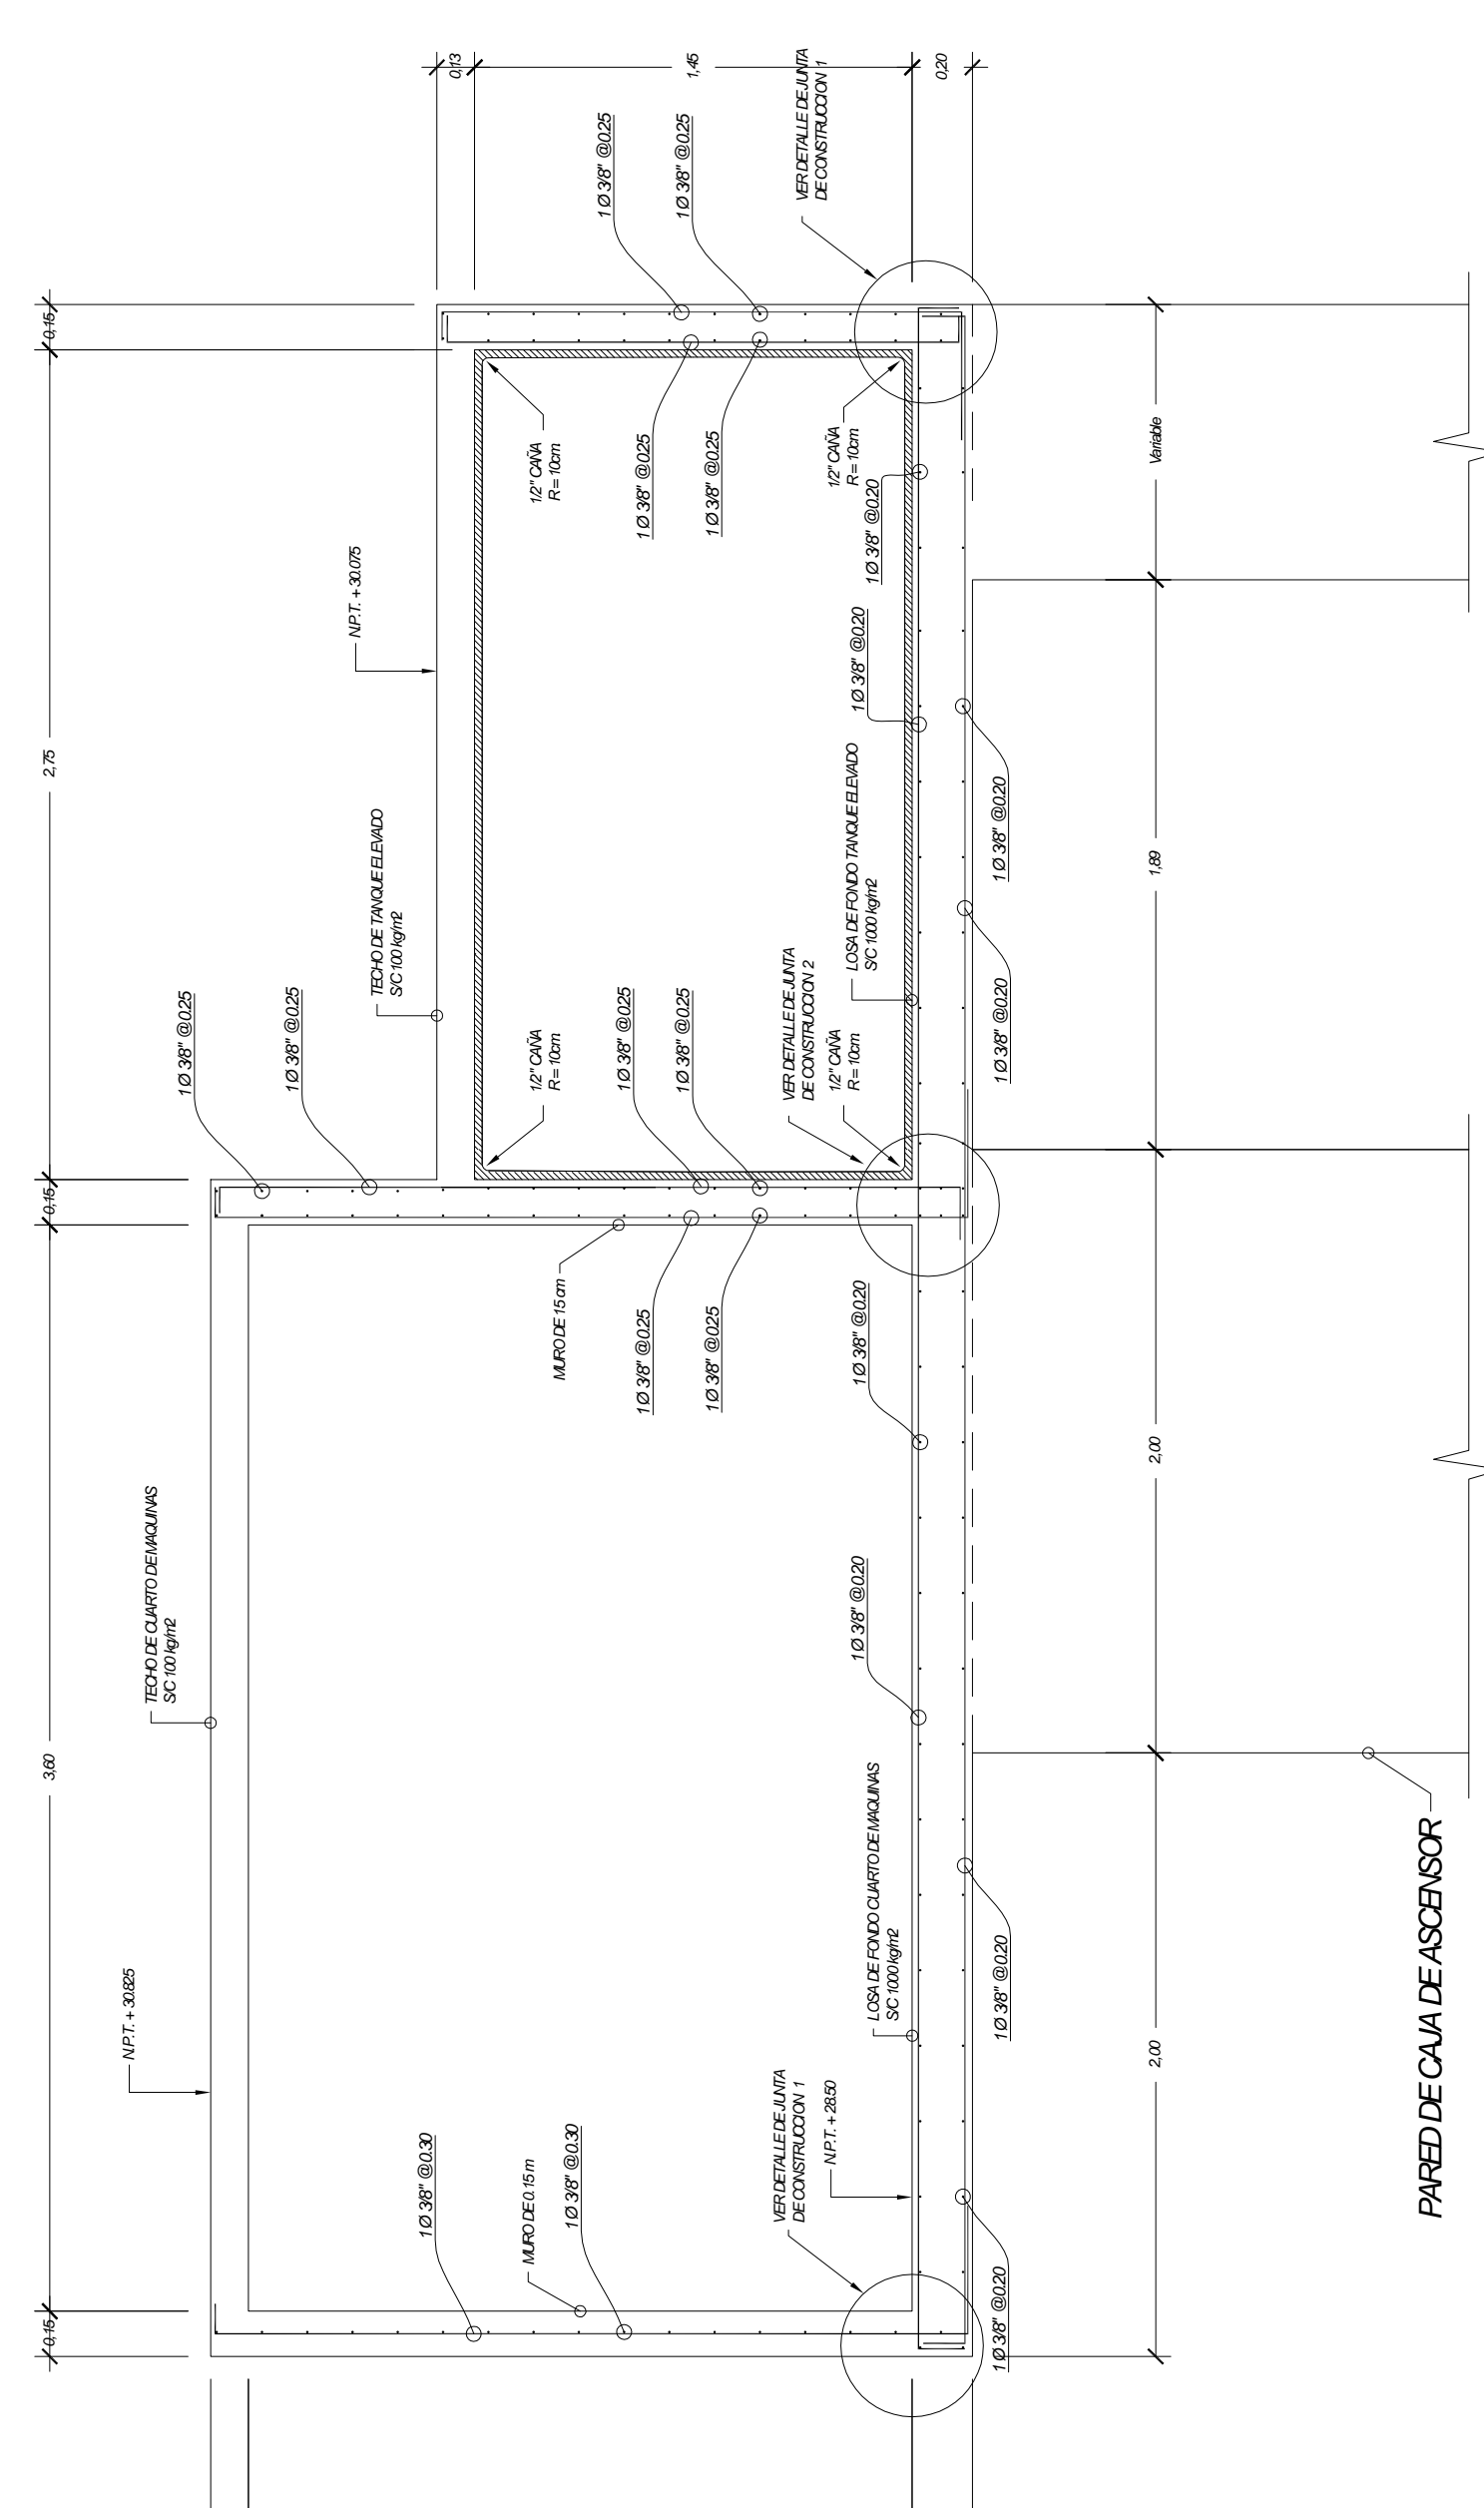 0,15
3,60
0,15
2,75
0,15
N.P.T. + 30.825
TECHO DE CUARTO DE MAQUINAS
S/C 100 kg/m2
1 Ø 3/8" @0.25
1 Ø 3/8" @0.25
TECHO DE TANQUE ELEVADO
S/C 100 kg/m2
N.P.T. + 30.075
0,13
1,45
0,20
1 Ø 3/8" @0.30
MURO DE 0.15 m
1 Ø 3/8" @0.30
MURO DE 15 cm
1/2" CAÑA
R = 10cm
1/2" CAÑA
R = 10cm
1 Ø 3/8" @0.25
1 Ø 3/8" @0.25
1 Ø 3/8" @0.25
1 Ø 3/8" @0.25
1 Ø 3/8" @0.25
1 Ø 3/8" @0.25
1 Ø 3/8" @0.25
1 Ø 3/8" @0.25
VER DETALLE DE JUNTA
DE CONSTRUCCION 1
N.P.T. + 28.50
VER DETALLE DE JUNTA
DE CONSTRUCCION 2
1/2" CAÑA
R = 10cm
1/2" CAÑA
R = 10cm
VER DETALLE DE JUNTA
DE CONSTRUCCION 1
LOSA DE FONDO CUARTO DE MAQUINAS
S/C 1000 kg/m2
1 Ø 3/8" @0.20
1 Ø 3/8" @0.20
LOSA DE FONDO TANQUE ELEVADO
S/C 1000 kg/m2
1 Ø 3/8" @0.20
1 Ø 3/8" @0.20
1 Ø 3/8" @0.20
1 Ø 3/8" @0.20
1 Ø 3/8" @0.20
1 Ø 3/8" @0.20
2,00
2,00
1,89
Variable
PARED DE CAJA DE ASCENSOR